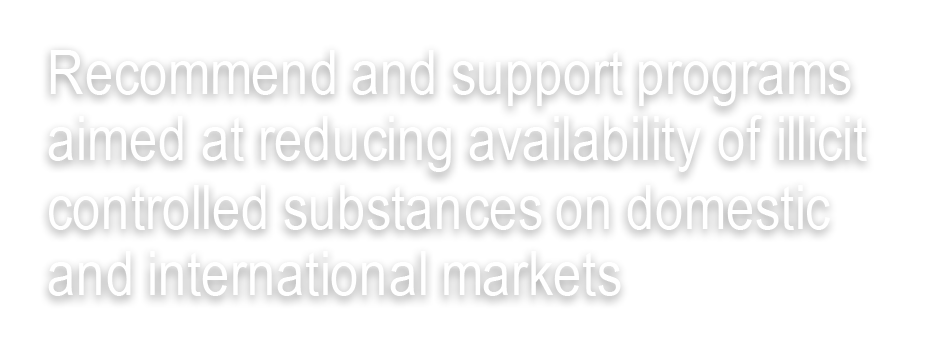 Recommend and support programs
aimed at reducing availability of illicit
controlled substances on domestic
and international markets